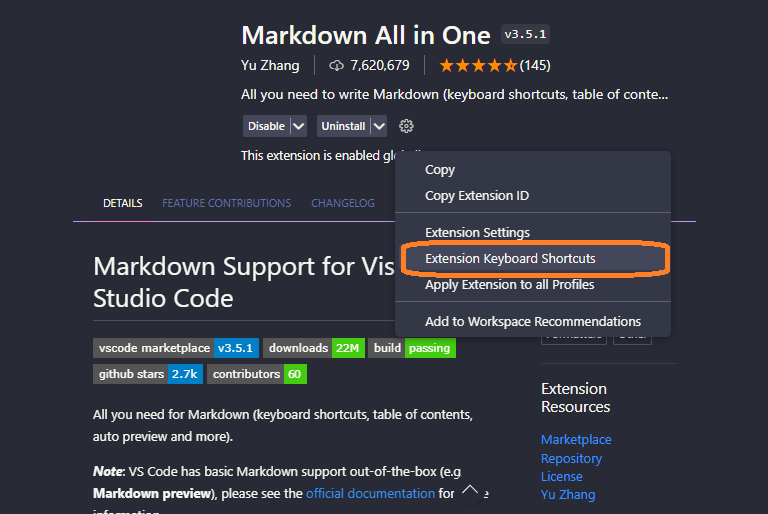 Markdown All in One v3.5.1
Yu Zhang 7,620,679 (145)
All you need to write Markdown (keyboard shortcuts, table of conte...
Disable Uninstall
This extension is enabled
Copy
Copy Extension ID
Extension Settings
Extension Keyboard Shortcuts
Apply Extension to all Profiles
Add to Workspace Recommendations
DETAILS FEATURE CONTRIBUTIONS CHANGELOG
Markdown Support for Vis
Studio Code
vscode marketplace v3.5.1 downloads 22M build passing
github stars 2.7k contributors 60
All you need for Markdown (keyboard shortcuts, table of contents,
auto preview and more).
Note: VS Code has basic Markdown support out-of-the-box (e.g
Markdown preview), please see the official documentation for
Extension
Resources
Marketplace
Repository
License
Yu Zhang